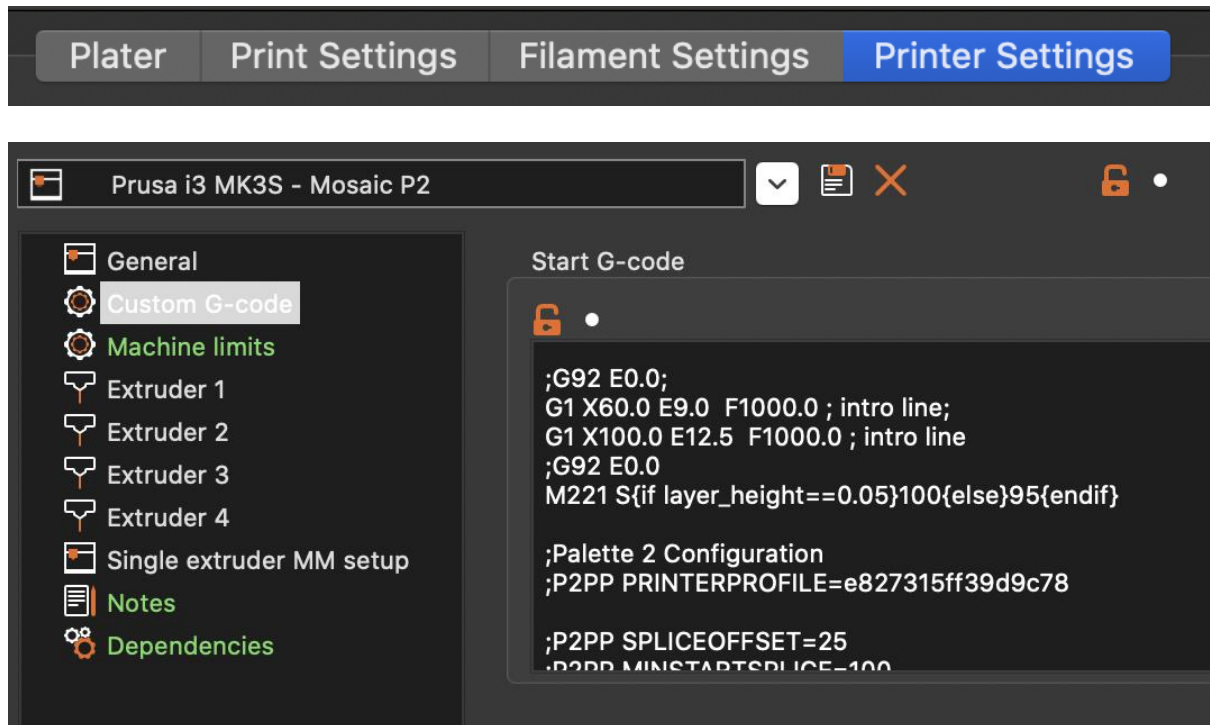 Plater Print Settings Filament Settings Printer Settings
Prusa i3 MK3S - Mosaic P2
General
Custom G-code
Machine limits
Extruder 1
Extruder 2
Extruder 3
Extruder 4
Single extruder MM setup
Notes
Dependencies
Start G-code
;G92 E0.0;
G1 X60.0 E9.0  F1000.0 ; intro line;
G1 X100.0 E12.5  F1000.0 ; intro line
;G92 E0.0
M221 S{if layer_height==0.05}100{else}95{endif}
;Palette 2 Configuration
;P2PP PRINTERPROFILE=e827315ff39d9c78
;P2PP SPLICEOFFSET=25
;P2PP MINSTARTSPLICE=100